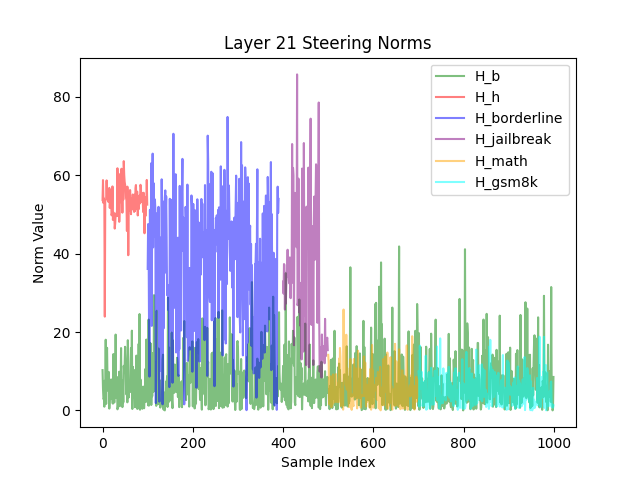 Layer 21 Steering Norms
H_b
H_h
H_borderline
H_jailbreak
H_math
H_gsm8k
Norm Value
80
60
40
20
0
0 200 400 600 800 1000
Sample Index